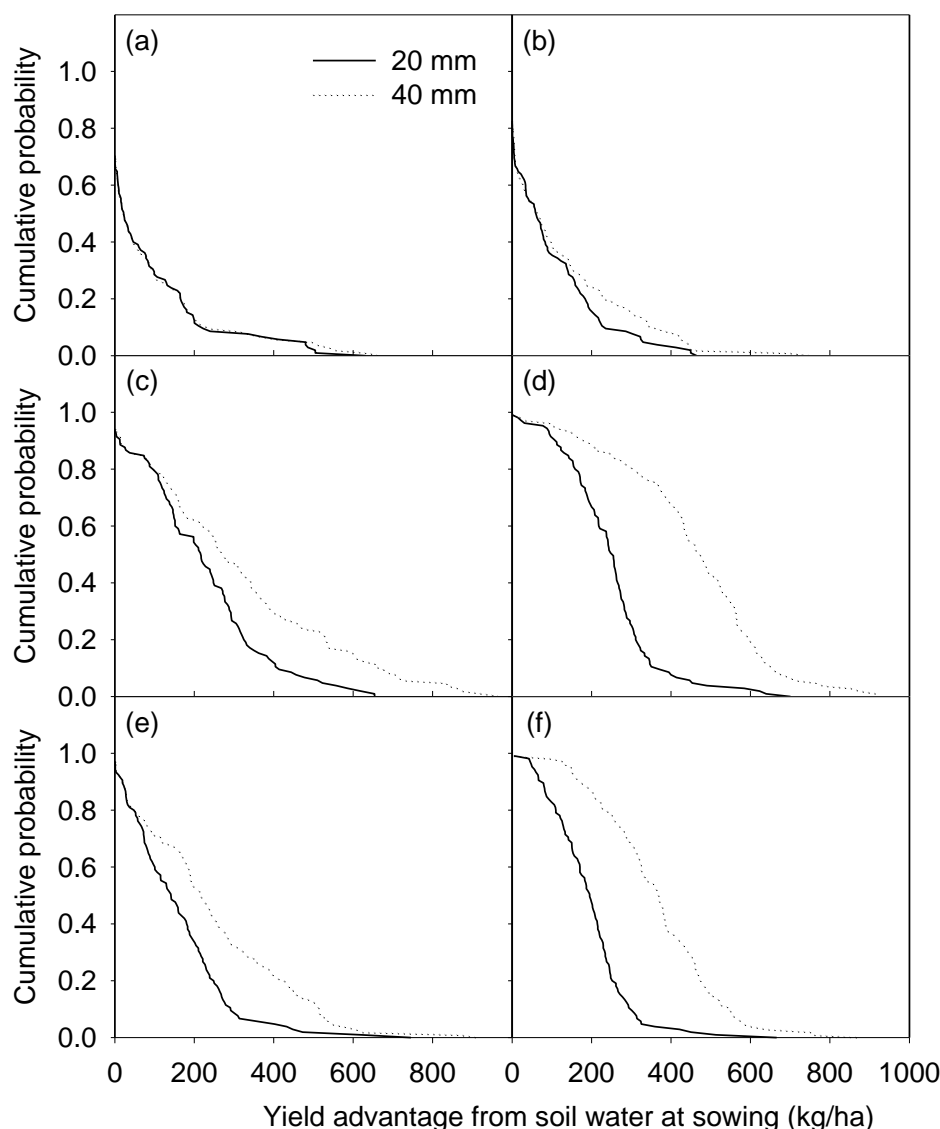 (a)
(b)
20 mm
40 mm
1.0
0.8
0.6
0.4
0.2
0.0
Cumulative probability
(c)
(d)
1.0
0.8
0.6
0.4
0.2
0.0
Cumulative probability
(e)
(f)
1.0
0.8
0.6
0.4
0.2
0.0
Cumulative probability
0 200 400 600 800 0 200 400 600 800 1000
Yield advantage from soil water at sowing (kg/ha)